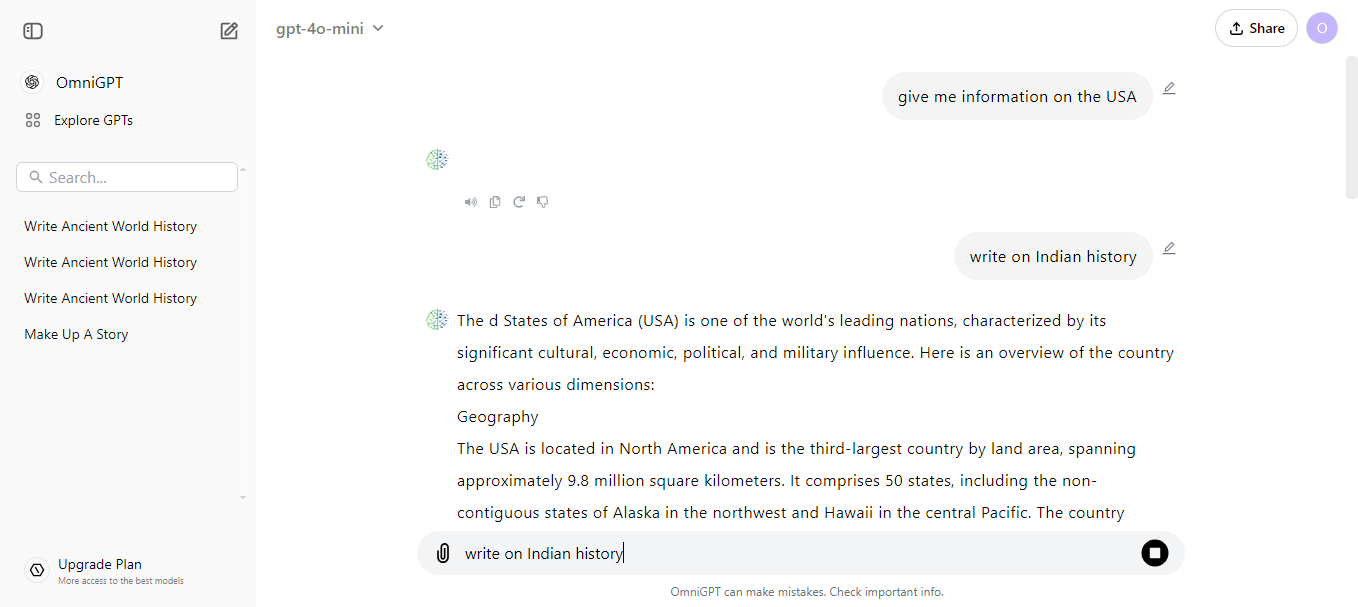 gpt-4o-mini
Share
O
OmniGPT
Explore GPTs
Search...
Write Ancient World History
Write Ancient World History
Write Ancient World History
Make Up A Story
Upgrade Plan
More access to the best models
give me information on the USA
write on Indian history
The d States of America (USA) is one of the world's leading nations, characterized by its
significant cultural, economic, political, and military influence. Here is an overview of the country
across various dimensions:
Geography
The USA is located in North America and is the third-largest country by land area, spanning
approximately 9.8 million square kilometers. It comprises 50 states, including the non-
contiguous states of Alaska in the northwest and Hawaii in the central Pacific. The country
write on Indian history
OmniGPT can make mistakes. Check important info.